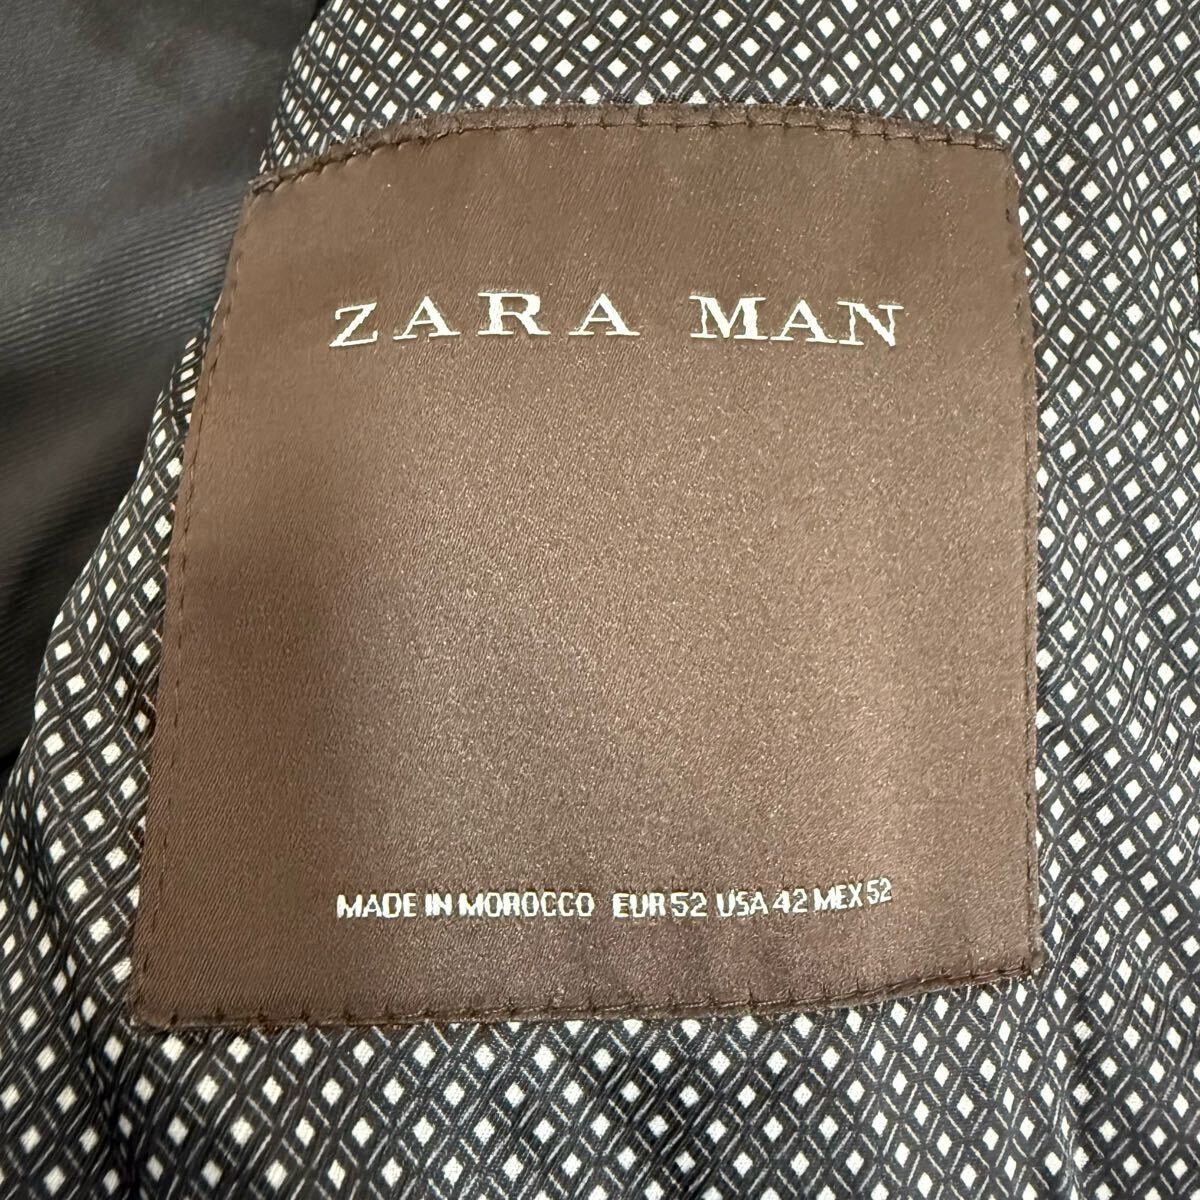 ZARA MAN
MADE IN MOROCCO EUR 52 USA 42 MEX 52